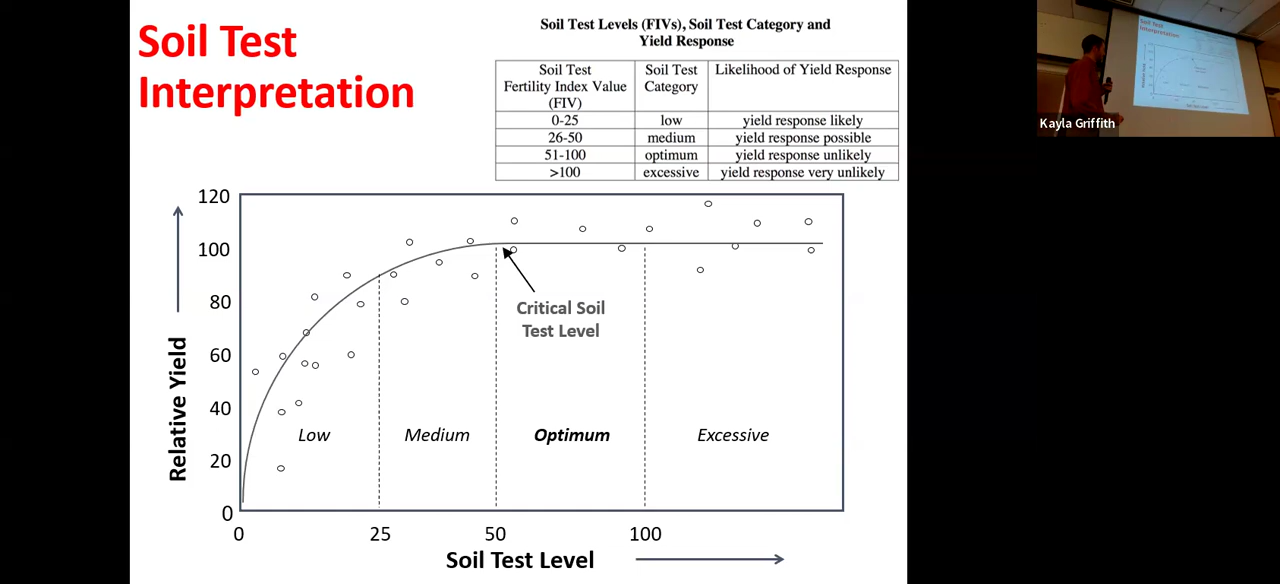 Soil Test
Interpretation
Soil Test Levels (FIVs), Soil Test Category and
Yield Response
Soil Test
Fertility Index Value
(FIV)
Soil Test
Category
Likelihood of Yield Response
0-25 low yield response likely
26-50 medium yield response possible
51-100 optimum yield response unlikely
>100 excessive yield response very unlikely
Kayla Griffith
Soil Test
Interpretation
120
100
80
60
40
20
0
Relative Yield
Critical Soil
Test Level
Low Medium Optimum Excessive
0 25 50 100
Soil Test Level